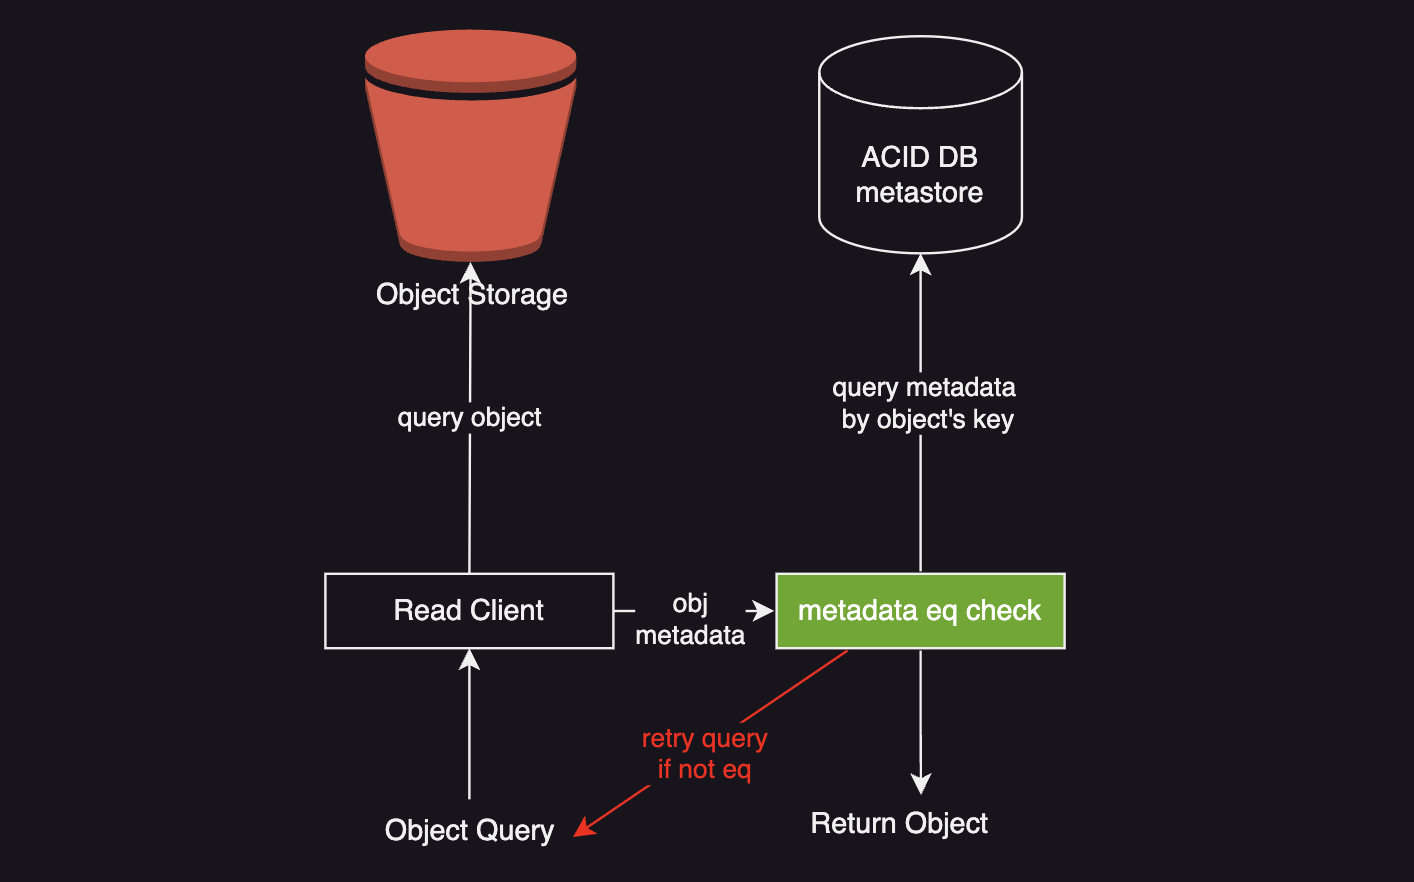 ACID DB
metastore
Object Storage
query object
query metadata
by object's key
Read Client
obj
metadata
metadata eq check
retry query
if not eq
Object Query
Return Object